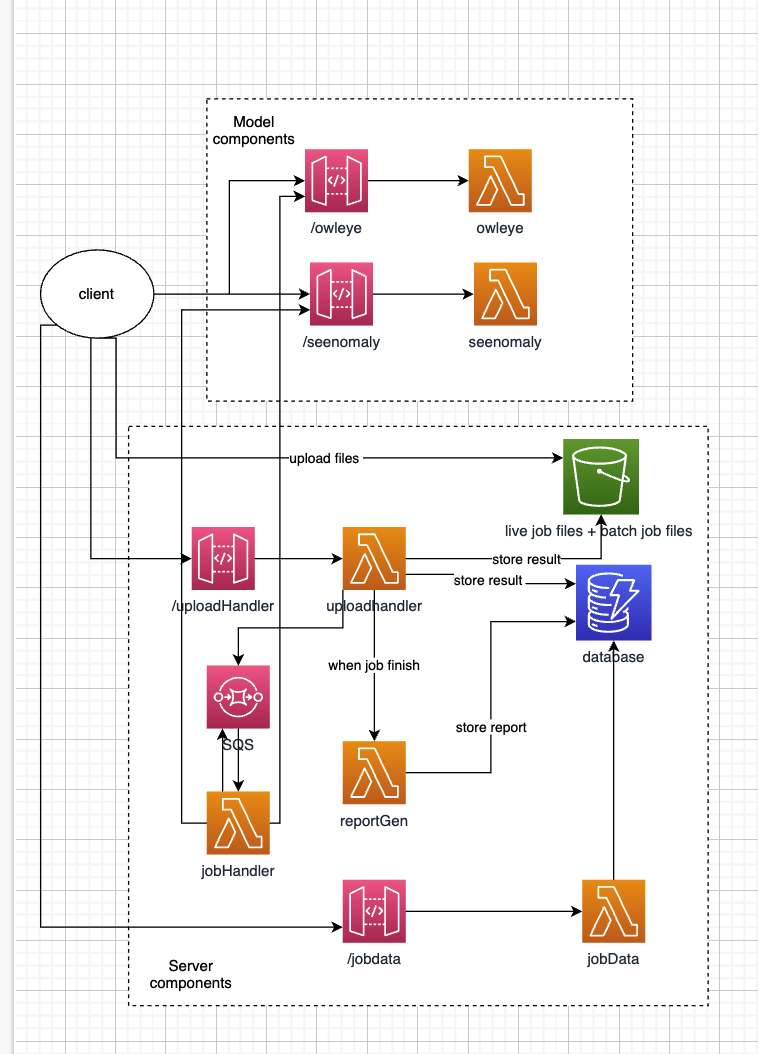 Model
components
/owleye
owleye
client
/seenomaly
seenomaly
upload files
live job files + batch job files
store result
store result
/uploadHandler
uploadhandler
database
when job finish
SQS
store report
reportGen
jobHandler
/jobdata
jobData
Server
components